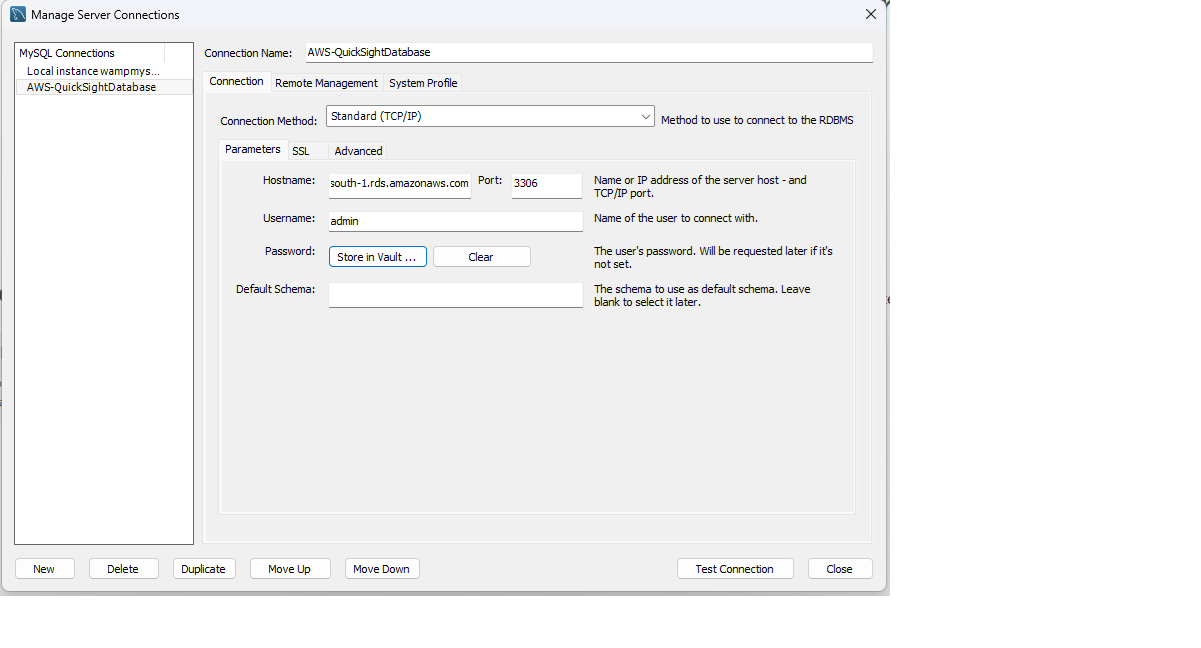 Manage Server Connections
MySQL Connections
Local instance wampmys...
AWS-QuickSightDatabase
Connection Name: AWS-QuickSightDatabase
Connection Remote Management System Profile
Connection Method: Standard (TCP/IP) Method to use to connect to the RDBMS
Parameters SSL Advanced
Hostname: south-1.rds.amazonaws.com Port: 3306 Name or IP address of the server host - and
TCP/IP port.
Username: admin Name of the user to connect with.
Password: Store in Vault ... Clear The user's password. Will be requested later if it's
not set.
Default Schema: The schema to use as default schema. Leave
blank to select it later.
New Delete Duplicate Move Up Move Down Test Connection Close